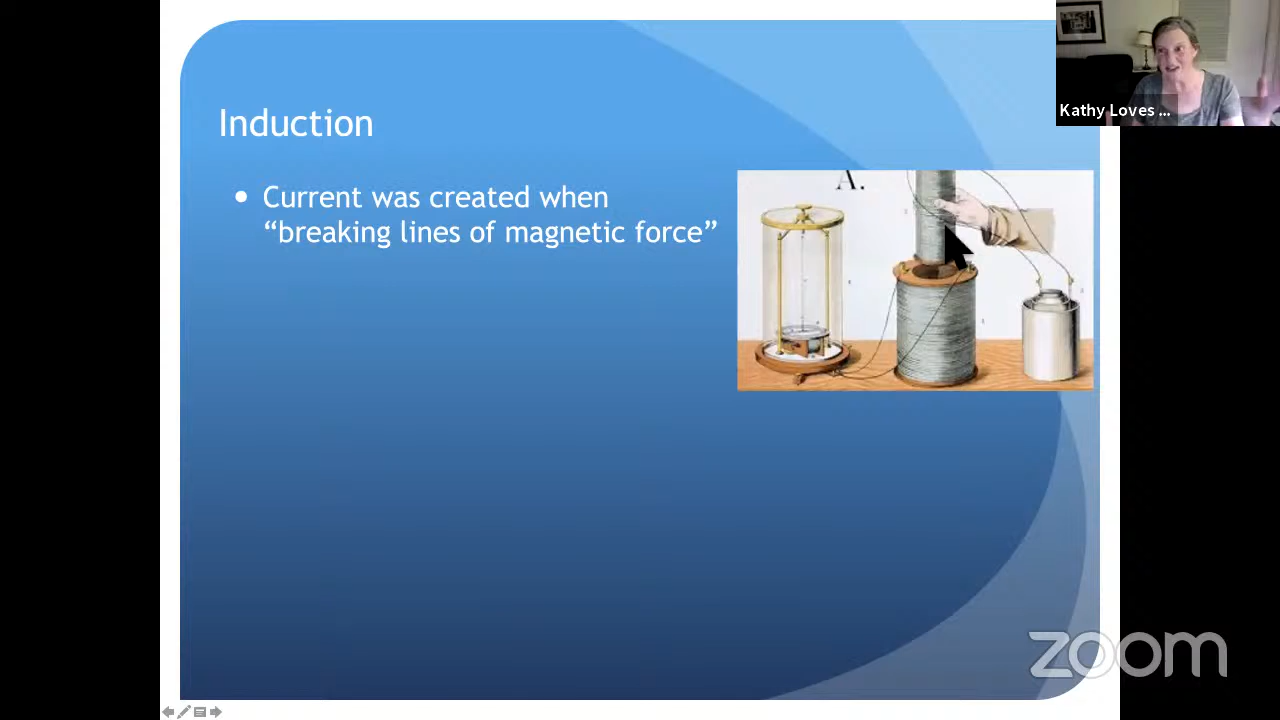 Induction
Current was created when
“breaking lines of magnetic force”
A.
Kathy Loves ...
zoom